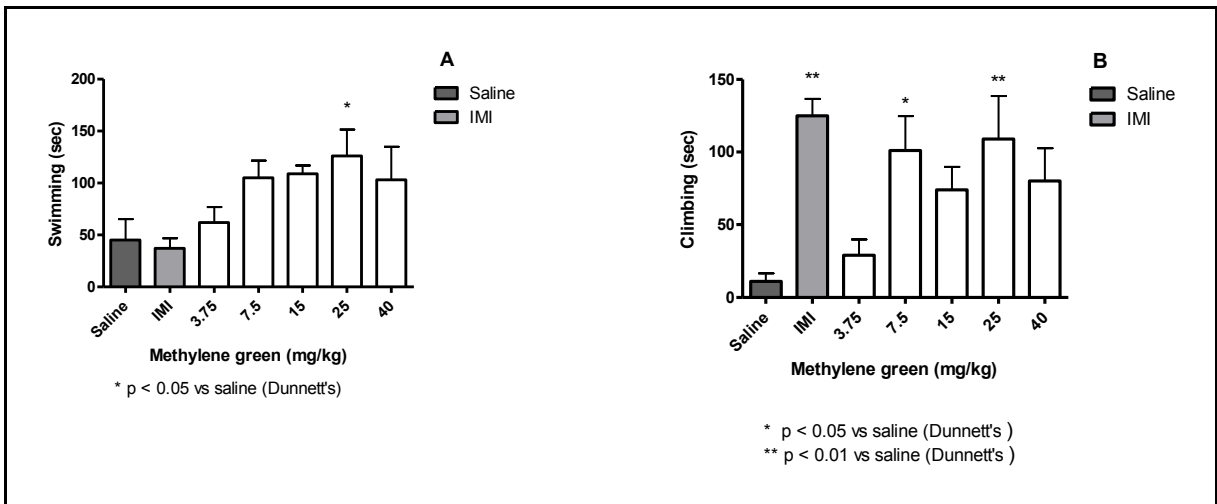 A
Saline
IMI
Swimming (sec)
200
150
100
50
0
*
Saline
IMI
3.75
7.5
15
25
40
Methylene green (mg/kg)
* p < 0.05 vs saline (Dunnett's)
B
Saline
IMI
Climbing (sec)
150
100
50
0
**
*
**
Saline
IMI
3.75
7.5
15
25
40
Methylene green (mg/kg)
* p < 0.05 vs saline (Dunnett's )
** p < 0.01 vs saline (Dunnett's )